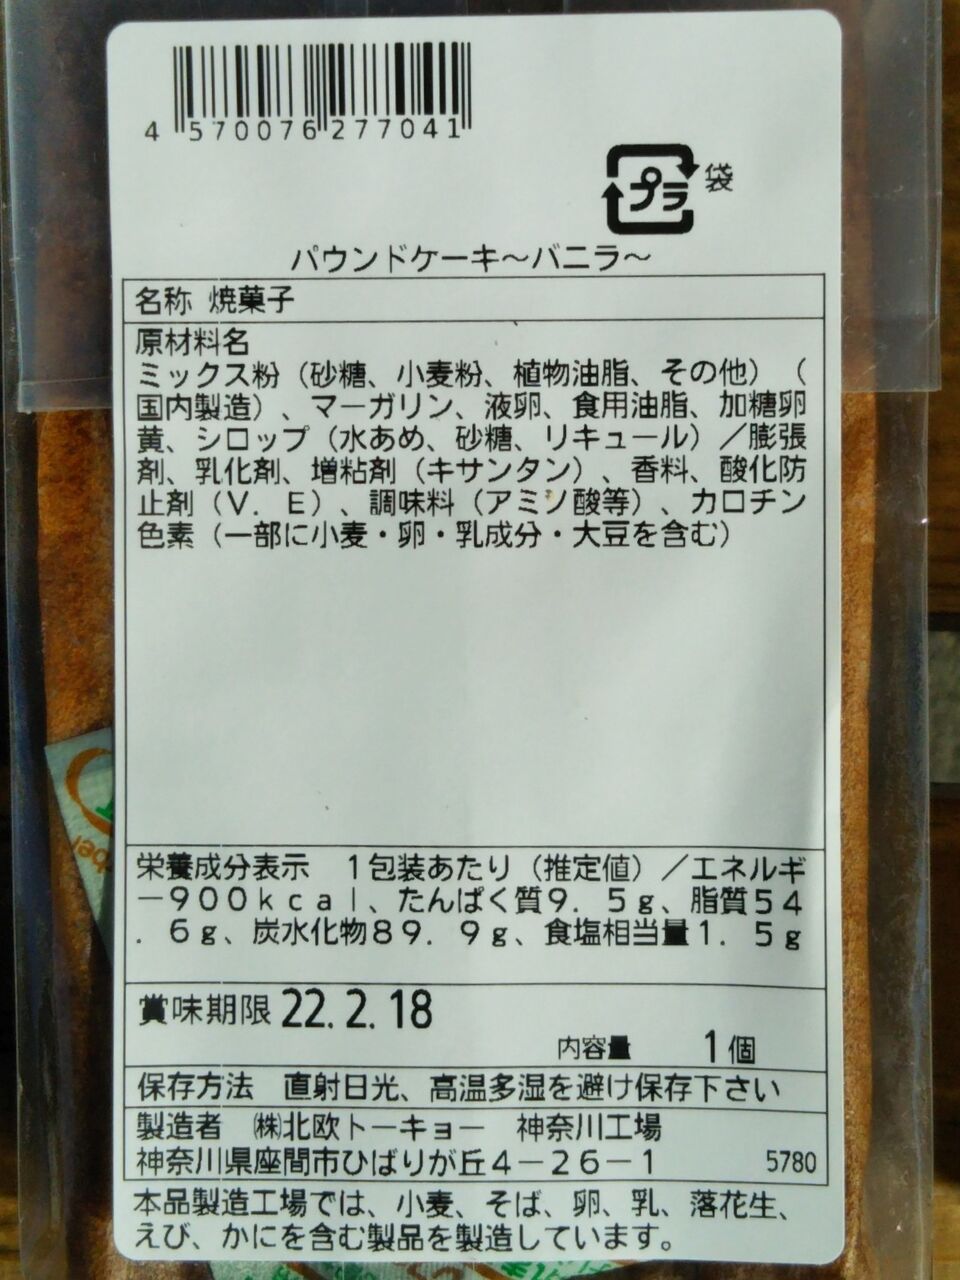 4 570076 277041
プラ 袋
パウンドケーキ〜バニラ〜
名称 焼菓子
原材料名
ミックス粉（砂糖、小麦粉、植物油脂、その他）（
国内製造）、マーガリン、液卵、食用油脂、加糖卵
黄、シロップ（水あめ、砂糖、リキュール）／膨張
剤、乳化剤、増粘剤（キサンタン）、香料、酸化防
止剤（V．E）、調味料（アミノ酸等）、カロチン
色素（一部に小麦・卵・乳成分・大豆を含む）
栄養成分表示　1包装あたり（推定値）／エネルギ
ー900kcal、たんぱく質9．5g、脂質54
．6g、炭水化物89．9g、食塩相当量1．5g
賞味期限 22.2.18
内容量　1個
保存方法　直射日光、高温多湿を避け保存下さい
製造者　㈱北欧トーキョー　神奈川工場
神奈川県座間市ひばりが丘4－26－1　5780
本品製造工場では、小麦、そば、卵、乳、落花生、
えび、かにを含む製品を製造しています。